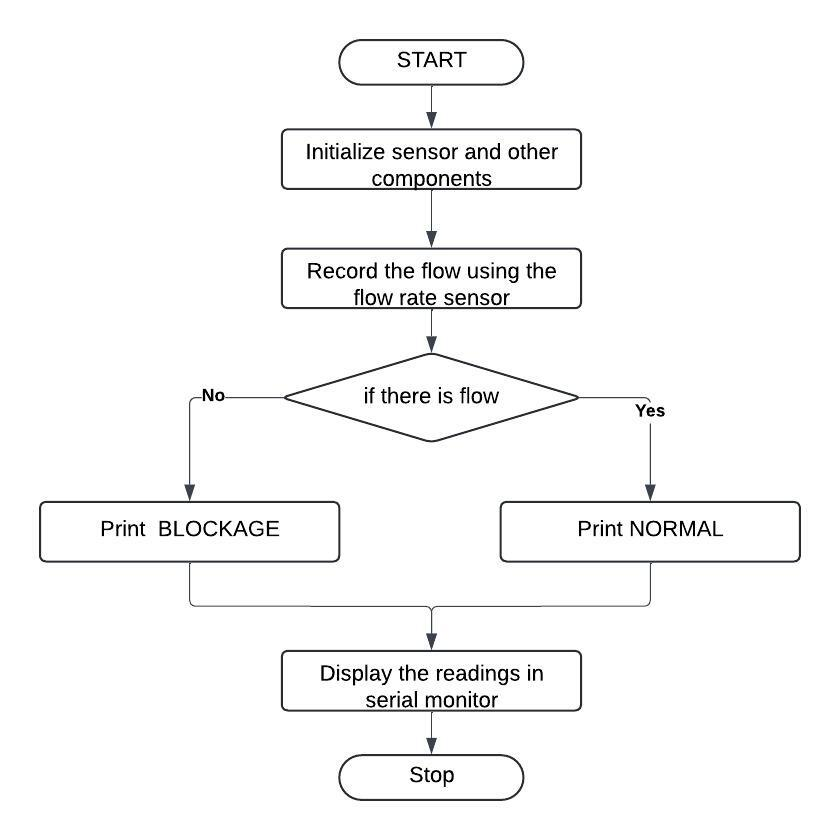 START
Initialize sensor and other
components
Record the flow using the
flow rate sensor
if there is flow
No
Yes
Print  BLOCKAGE
Print NORMAL
Display the readings in
serial monitor
Stop